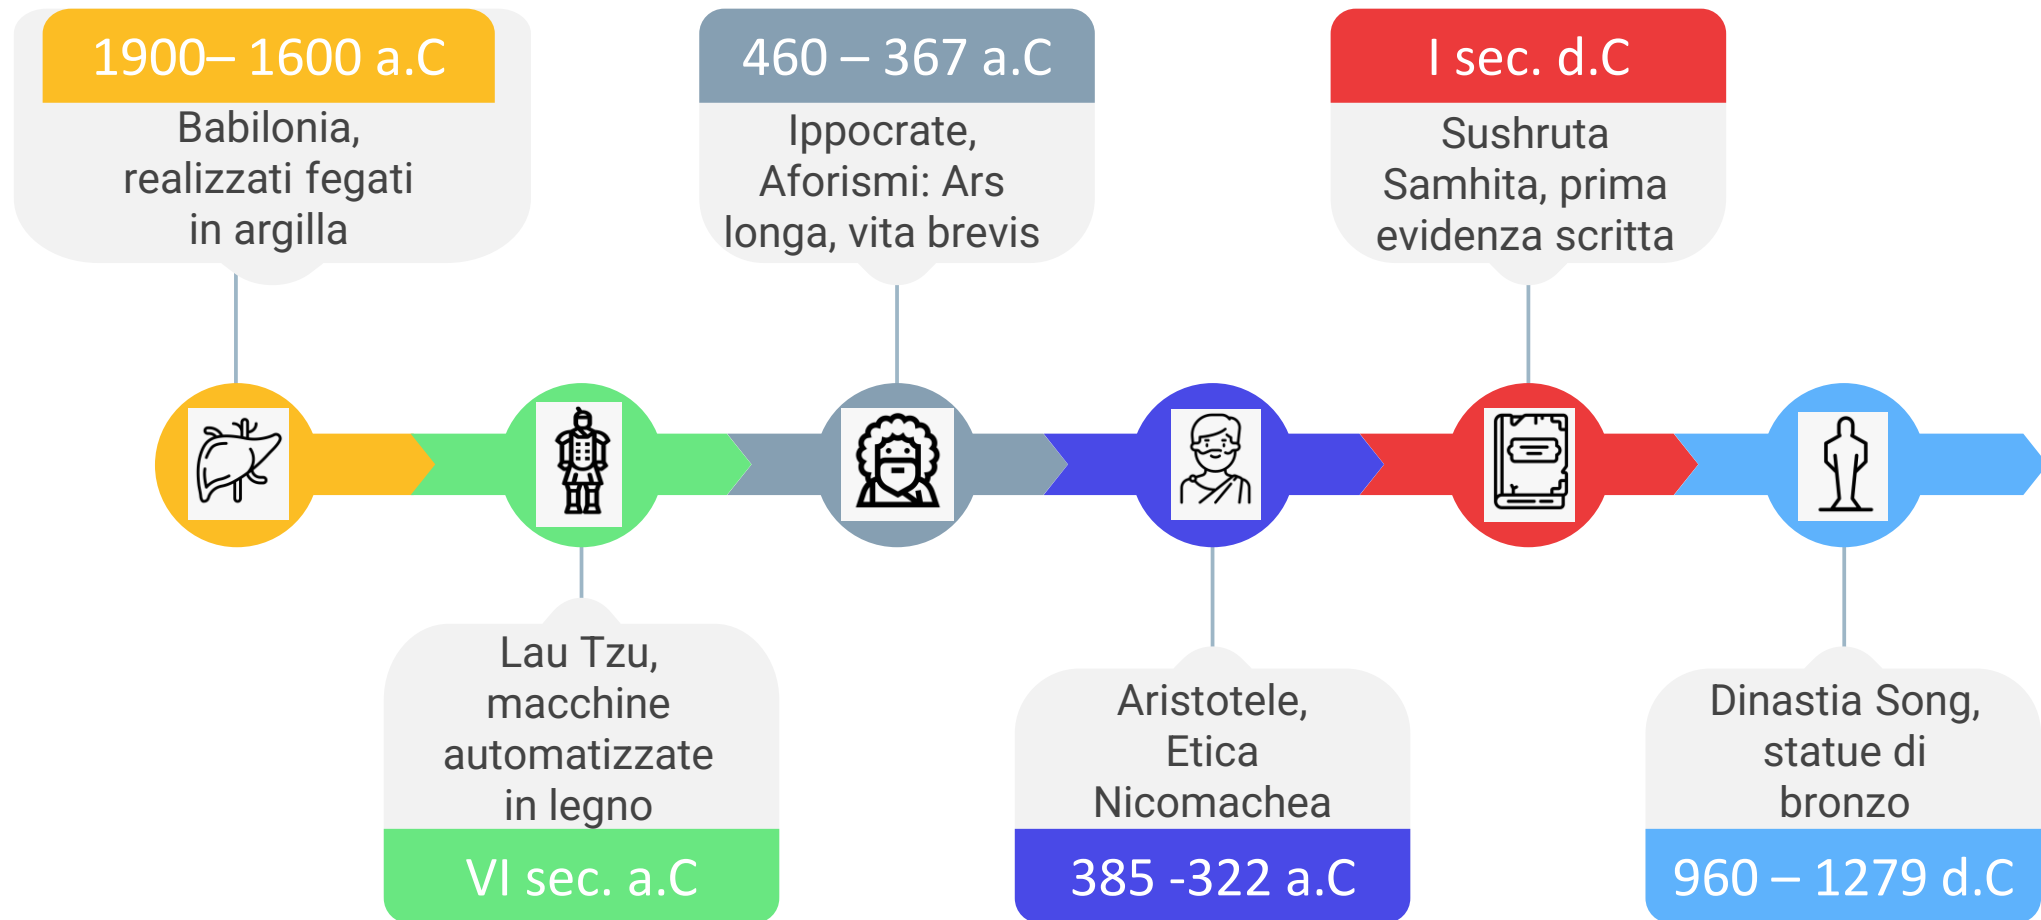 1900– 1600 a.C
Babilonia,
realizzati fegati
in argilla
460 – 367 a.C
Ippocrate,
Aforismi: Ars
longa, vita brevis
I sec. d.C
Sushruta
Samhita, prima
evidenza scritta
Lau Tzu,
macchine
automatizzate
in legno
VI sec. a.C
Aristotele,
Etica
Nicomachea
385 -322 a.C
Dinastia Song,
statue di
bronzo
960 – 1279 d.C